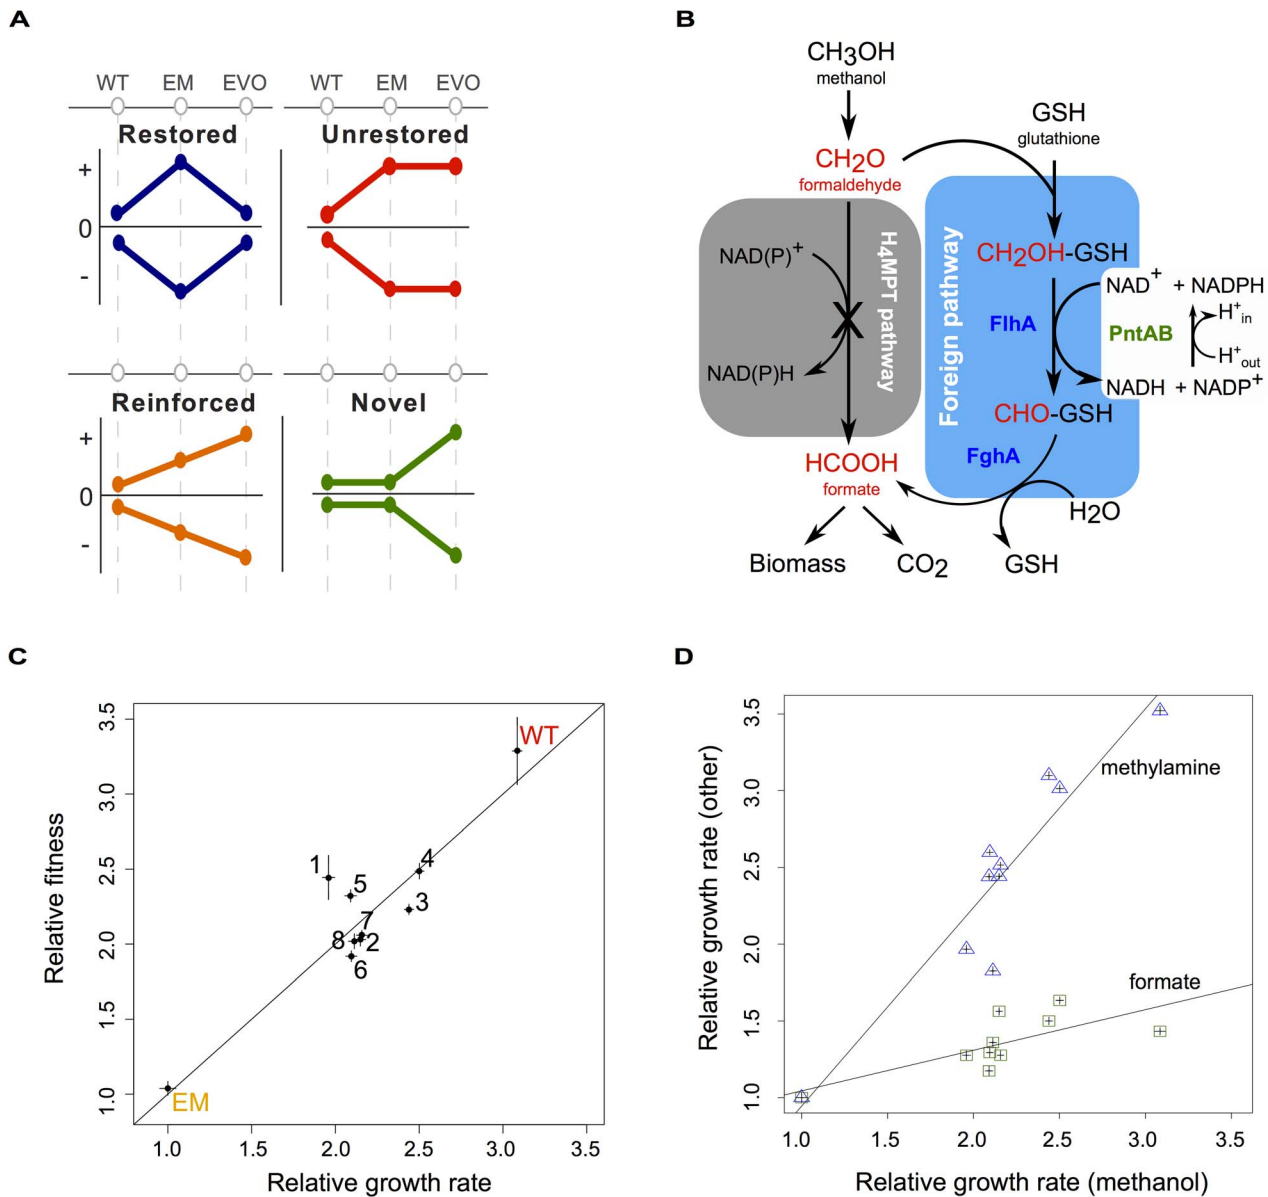 A
WT EM EVO
WT EM EVO
Restored
Unrestored
+
0
-
Reinforced
Novel
+
0
-
B
CH3OH
methanol
GSH
glutathione
CH2O
formaldehyde
NAD(P)+
NAD(P)H
H4MPT pathway
X
Foreign pathway
CH2OH-GSH
NAD+ + NADPH
FlhA
PntAB
H+in
H+out
NADH + NADP+
CHO-GSH
FghA
HCOOH
formate
H2O
Biomass
CO2
GSH
C
Relative fitness
3.5
3.0
2.5
2.0
1.5
1.0
WT
1
5
4
3
7
8
2
6
EM
1.0 1.5 2.0 2.5 3.0 3.5
Relative growth rate
D
Relative growth rate (other)
3.5
3.0
2.5
2.0
1.5
1.0
methylamine
formate
1.0 1.5 2.0 2.5 3.0 3.5
Relative growth rate (methanol)